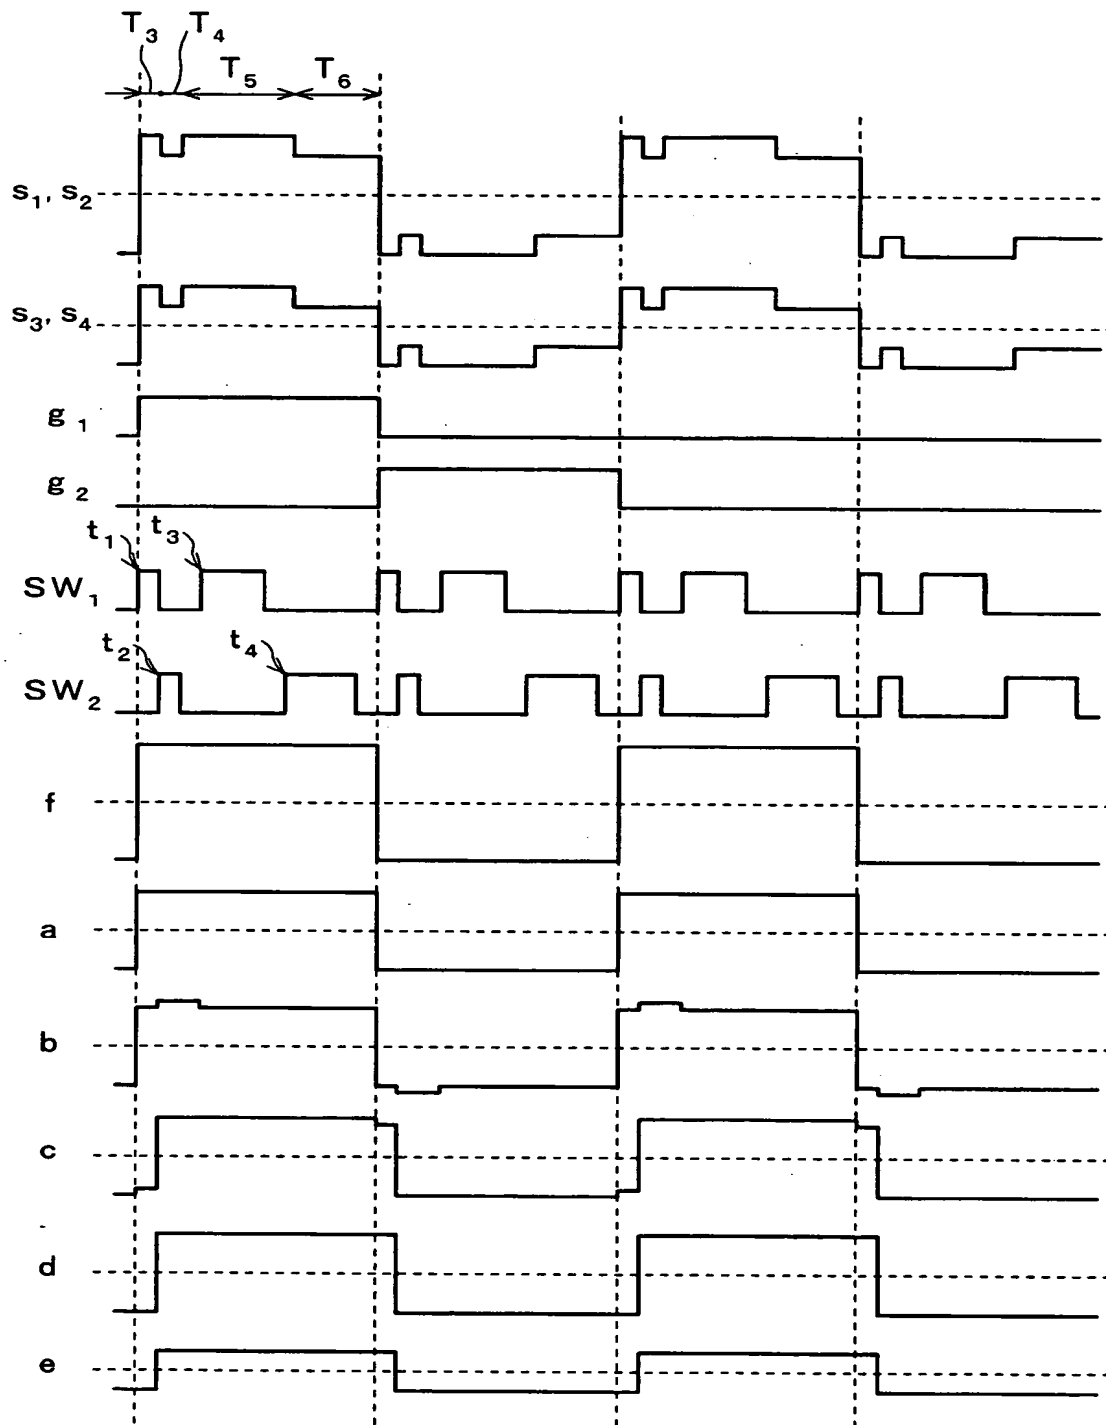 T₃ T₄
T₅ T₆
s₁, s₂
s₃, s₄
g₁
g₂
t₁ t₃
SW₁
t₂ t₄
SW₂
f
a
b
c
d
e